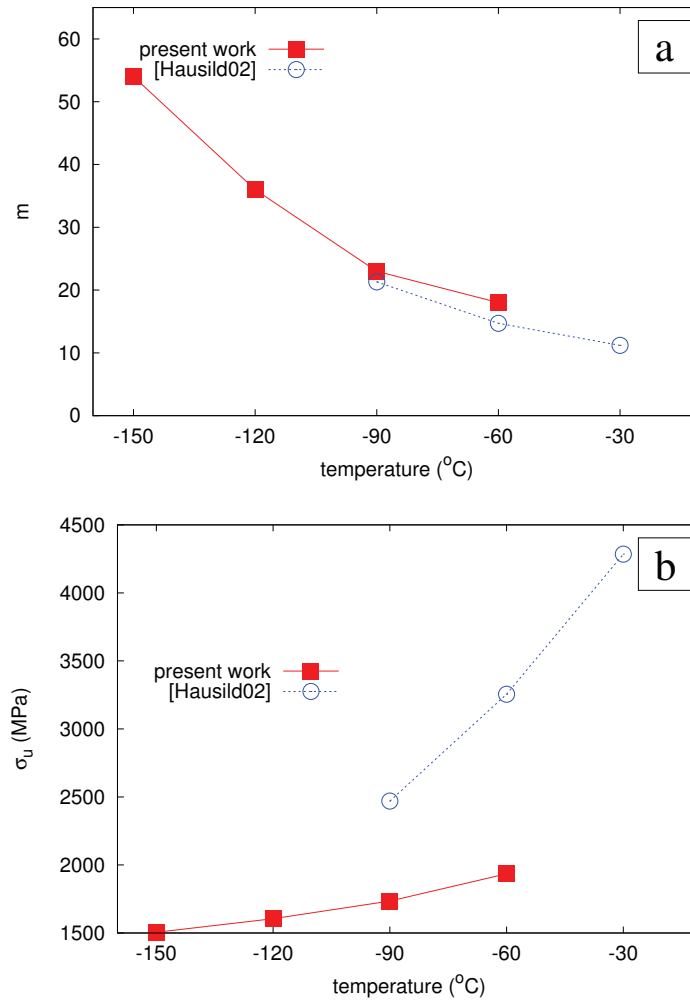 60
50
40
30
20
10
0
m
present work
[Hausild02]
a
-150 -120 -90 -60 -30
temperature (°C)
4500
4000
3500
3000
2500
2000
1500
σu (MPa)
present work
[Hausild02]
b
-150 -120 -90 -60 -30
temperature (°C)